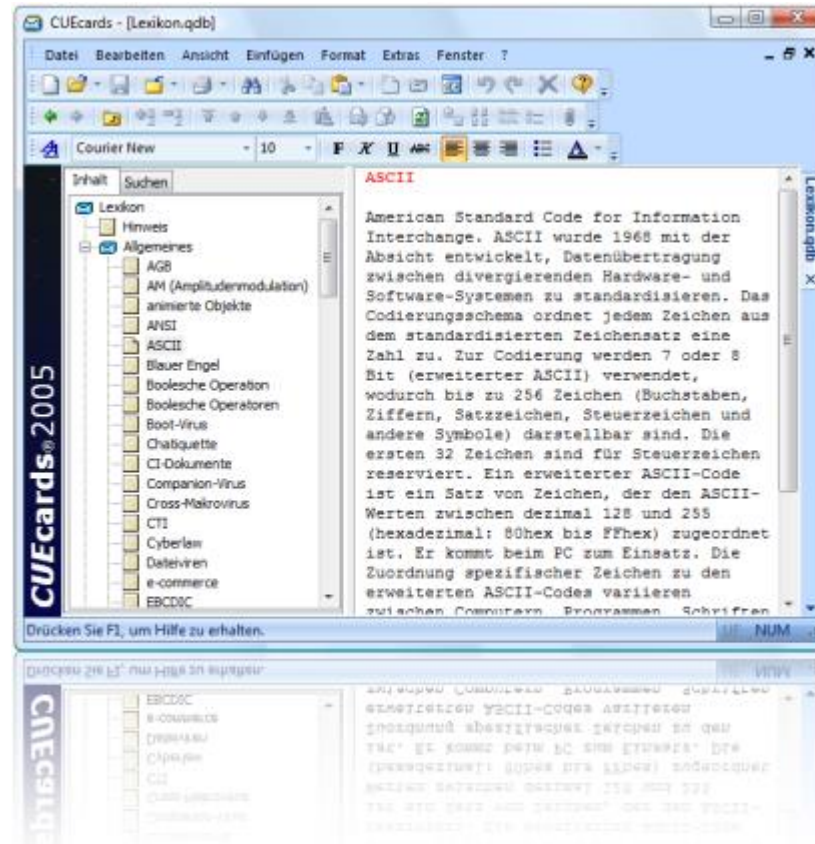 CUEcards - [Lexikon.qdb]
Datei Bearbeiten Ansicht Einfügen Format Extras Fenster ?
Courier New 10 F K U ABC A
Inhalt Suchen
Lexikon
Hinweis
Allgemeines
AGB
AM (Amplitudenmodulation)
animierte Objekte
ANSI
ASCII
Blauer Engel
Boolesche Operation
Boolesche Operatoren
Boot-Virus
Chatiquette
CI-Dokumente
Companion-Virus
Cross-Makrovirus
CTI
Cyberlaw
Dateiviren
e-commerce
EBCDIC
ASCII
American Standard Code for Information
Interchange. ASCII wurde 1968 mit der
Absicht entwickelt, Datenübertragung
zwischen divergierenden Hardware- und
Software-Systemen zu standardisieren. Das
Codierungsschema ordnet jedem Zeichen aus
dem standardisierten Zeichensatz eine
Zahl zu. Zur Codierung werden 7 oder 8
Bit (erweiterter ASCII) verwendet,
wodurch bis zu 256 Zeichen (Buchstaben,
Ziffern, Satzzeichen, Steuerzeichen und
andere Symbole) darstellbar sind. Die
ersten 32 Zeichen sind für Steuerzeichen
reserviert. Ein erweiterter ASCII-Code
ist ein Satz von Zeichen, der den ASCII-
Werten zwischen dezimal 128 und 255
(hexadezimal: 80hex bis FFhex) zugeordnet
ist. Er kommt beim PC zum Einsatz. Die
Zuordnung spezifischer Zeichen zu den
erweiterten ASCII-Codes variieren
zwischen Computern, Programmen, Schriften
Lexikon.qdb
CUEcards® 2005
Drücken Sie F1, um Hilfe zu erhalten.
UF NUM